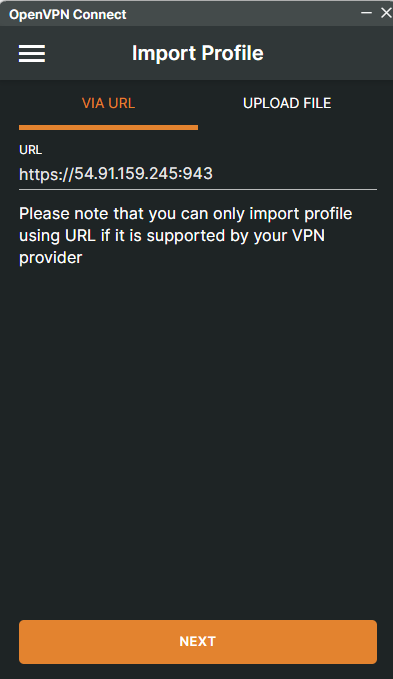 OpenVPN Connect
Import Profile
VIA URL
UPLOAD FILE
URL
https://54.91.159.245:943
Please note that you can only import profile
using URL if it is supported by your VPN
provider
NEXT